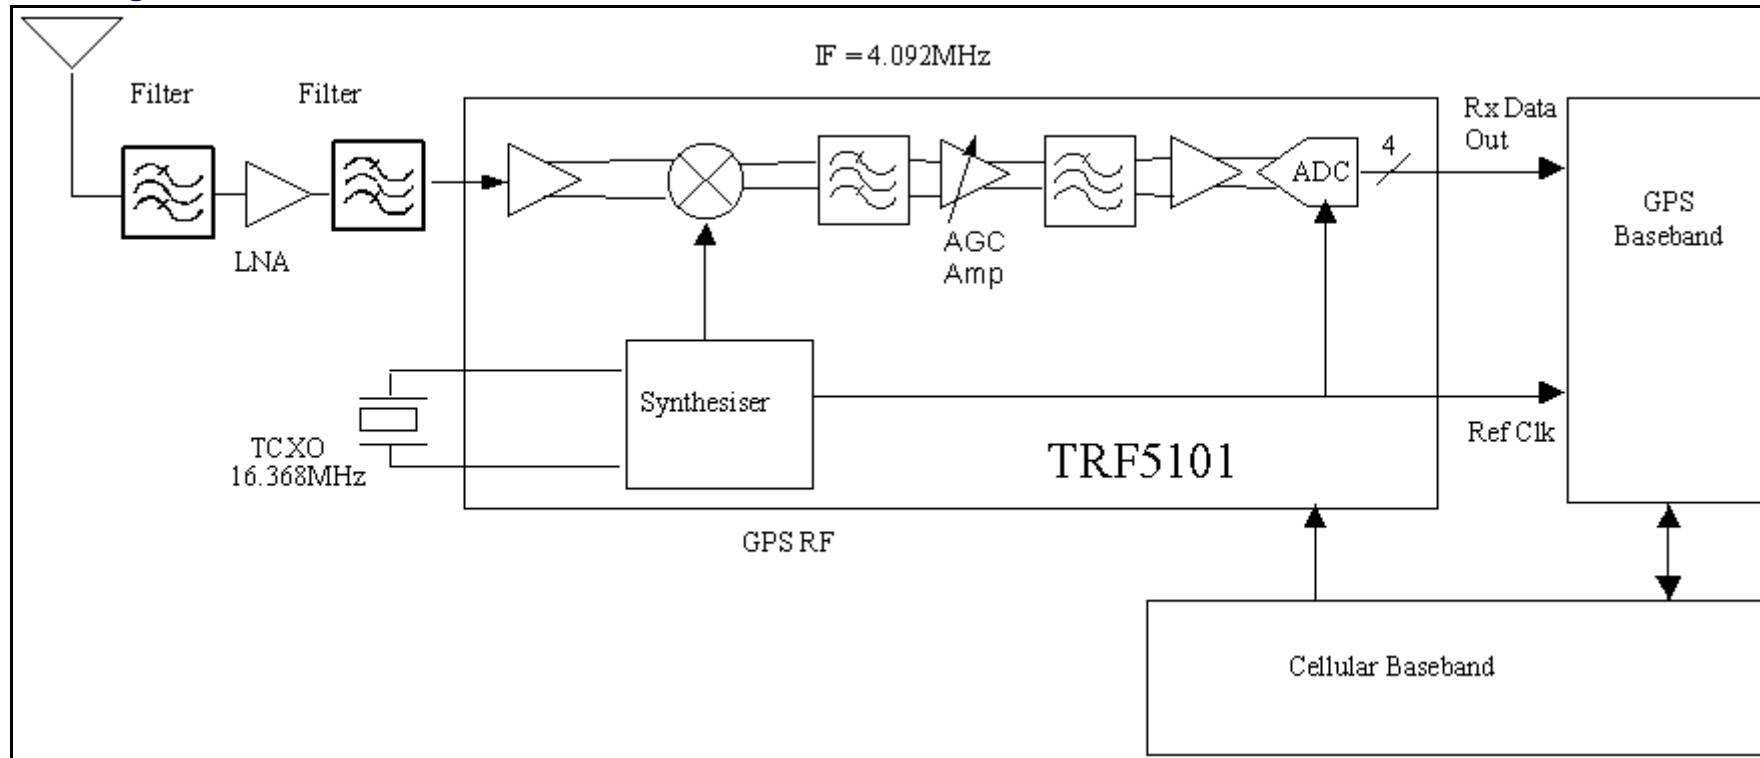 IF = 4.092MHz
Filter
Filter
Rx Data
Out
4
ADC
GPS
Baseband
LNA
AGC
Amp
Synthesiser
TCXO
16.368MHz
Ref Clk
TRF5101
GPS RF
Cellular Baseband